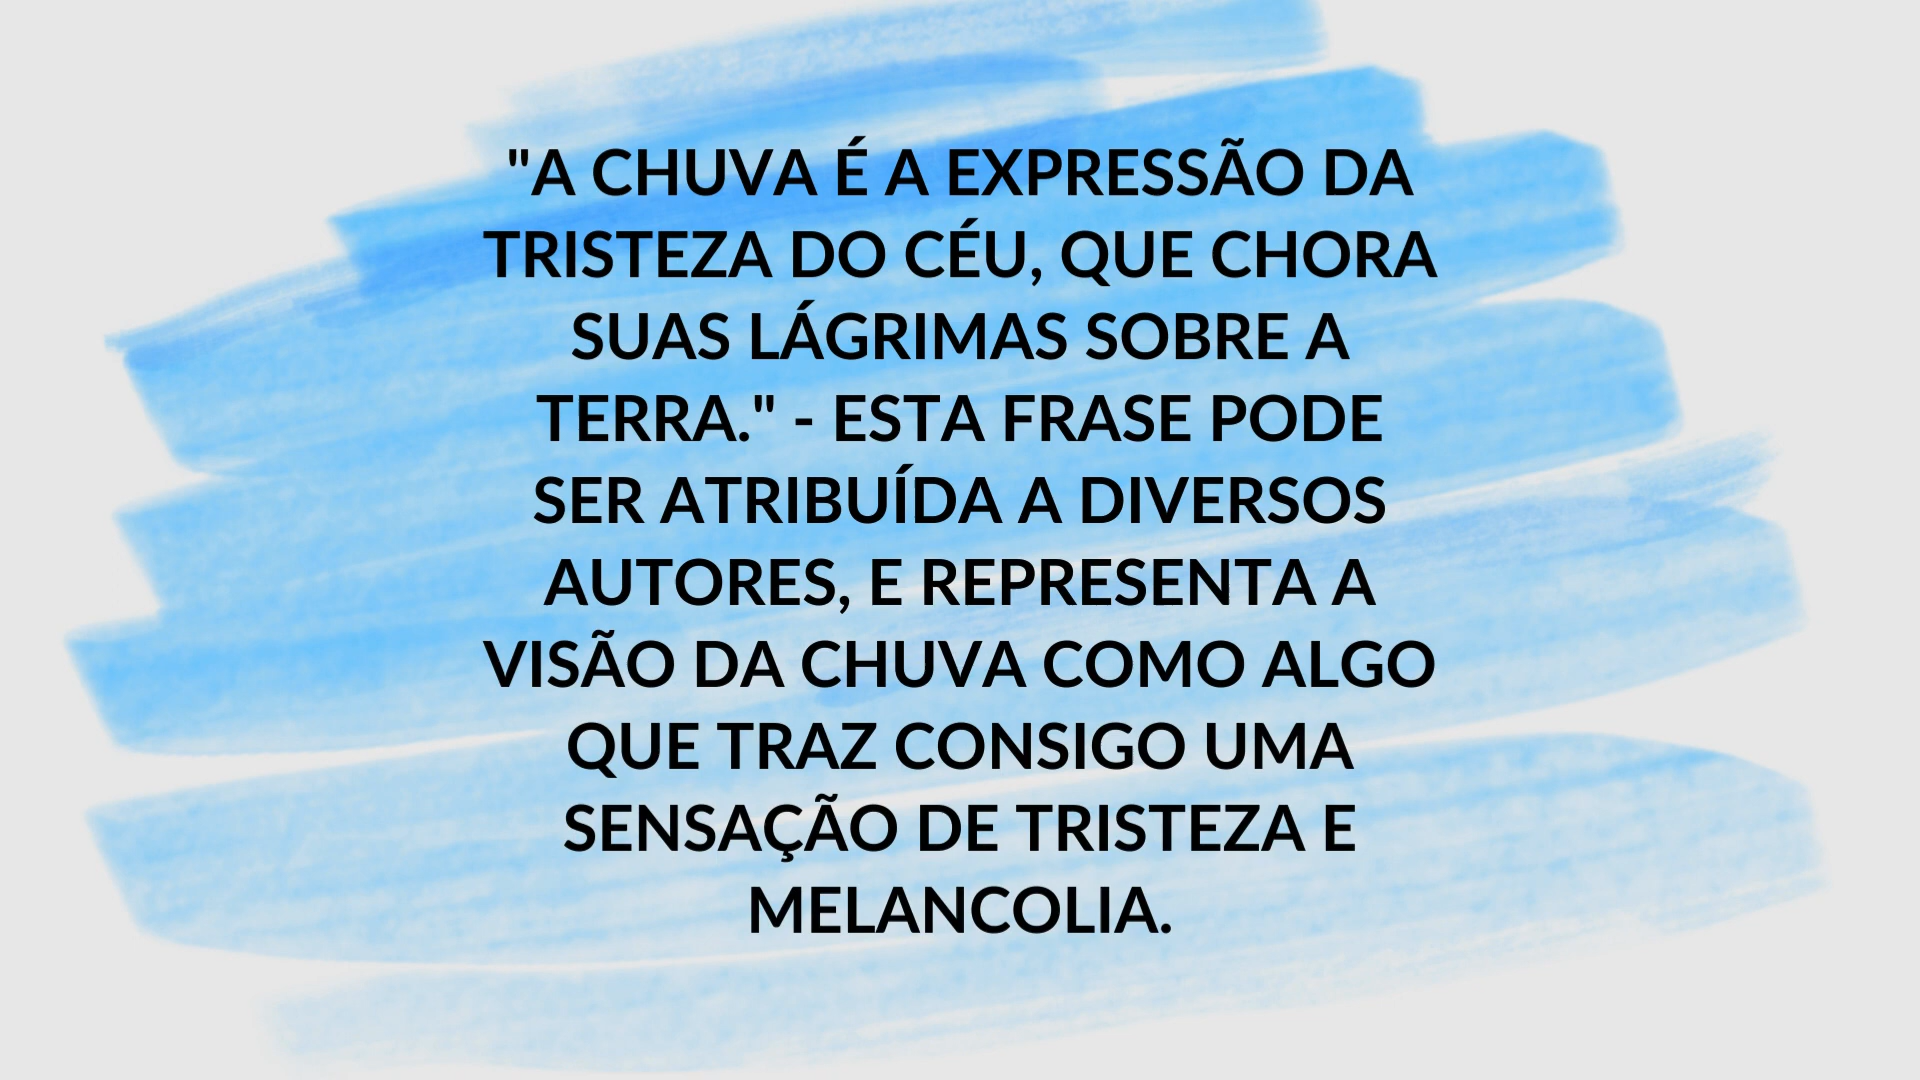 "A CHUVA É A EXPRESSÃO DA
TRISTEZA DO CÉU, QUE CHORA
SUAS LÁGRIMAS SOBRE A
TERRA." - ESTA FRASE PODE
SER ATRIBUÍDA A DIVERSOS
AUTORES, E REPRESENTA A
VISÃO DA CHUVA COMO ALGO
QUE TRAZ CONSIGO UMA
SENSAÇÃO DE TRISTEZA E
MELANCOLIA.